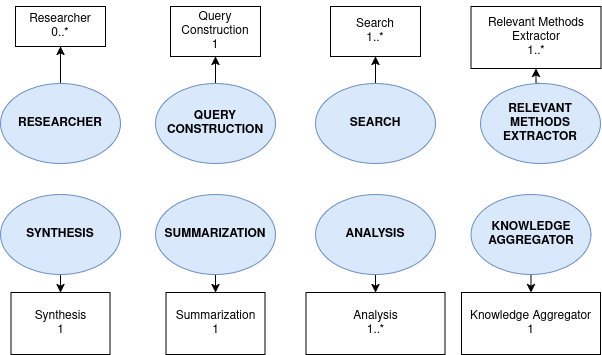 Researcher
0..*
Query
Construction
1
Search
1..*
Relevant Methods
Extractor
1..*
RESEARCHER
QUERY
CONSTRUCTION
SEARCH
RELEVANT
METHODS
EXTRACTOR
SYNTHESIS
SUMMARIZATION
ANALYSIS
KNOWLEDGE
AGGREGATOR
Synthesis
1
Summarization
1
Analysis
1..*
Knowledge Aggregator
1